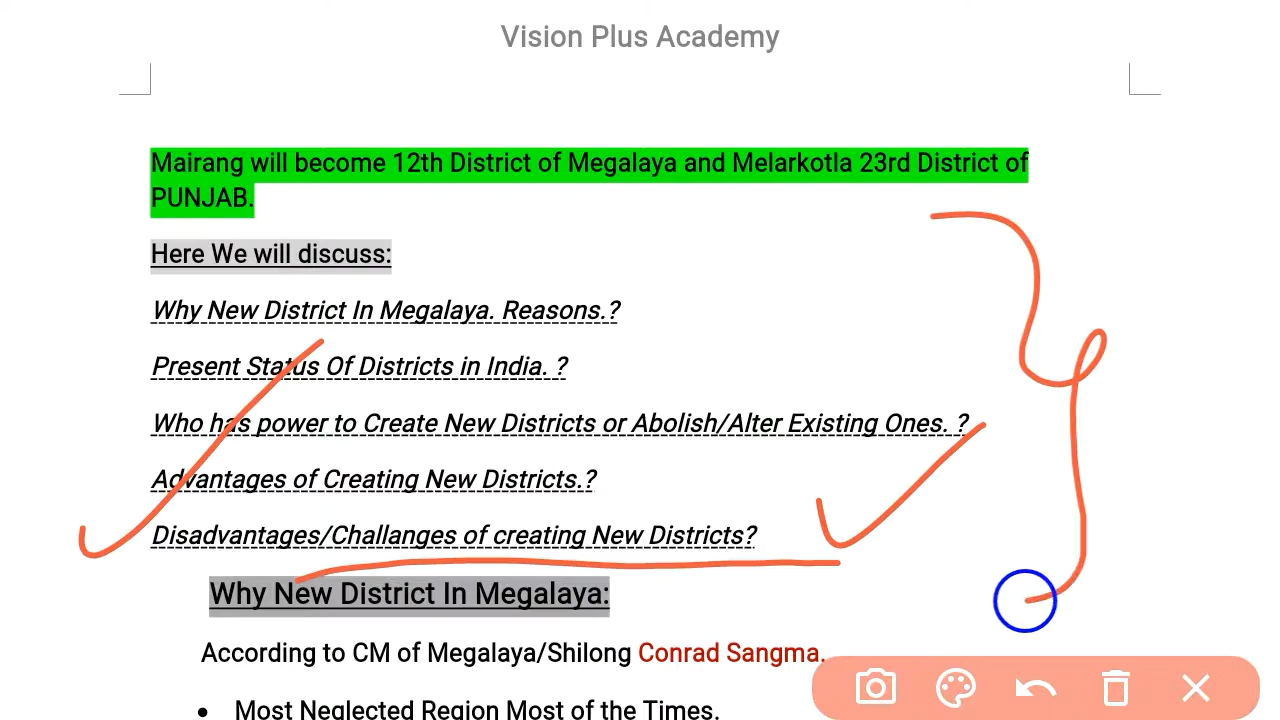 Vision Plus Academy
Mairang will become 12th District of Megalaya and Melarkotla 23rd District of
PUNJAB.
Here We will discuss:
Why New District In Megalaya. Reasons.?
Present Status Of Districts in India. ?
Who has power to Create New Districts or Abolish/Alter Existing Ones. ?
Advantages of Creating New Districts.?
Disadvantages/Challanges of creating New Districts?
Why New District In Megalaya:
According to CM of Megalaya/Shilong Conrad Sangma.
• Most Neglected Region Most of the Times.